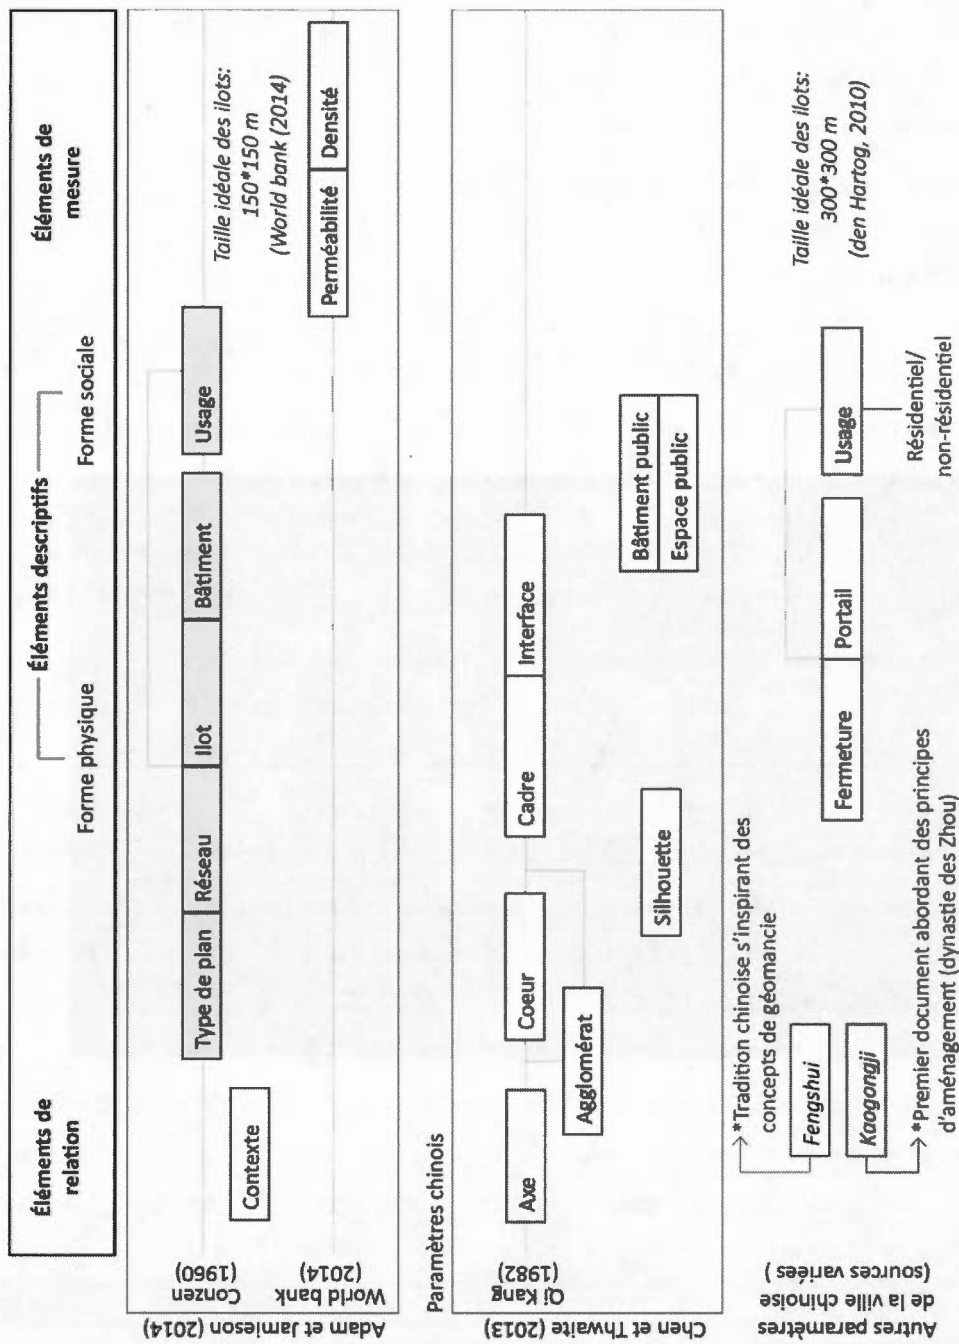 Éléments de
relation
Éléments descriptifs
Forme physique
Forme sociale
Éléments de
mesure
Adam et Jamieson (2014)
Conzen
(1960)
World bank
(2014)
Contexte
Type de plan
Réseau
Ilot
Bâtiment
Usage
Taille idéale des ilots:
150*150 m
(World bank (2014)
Perméabilité
Densité
Paramètres chinois
Chen et Thwaite (2013)
Qi Kang
(1982)
Axe
Coeur
Cadre
Interface
Agglomérat
Silhouette
Bâtiment public
Espace public
Autres paramètres
de la ville chinoise
(sources variées )
*Tradition chinoise s'inspirant des
concepts de géomancie
Fengshui
Kaogongji
*Premier document abordant des principes
d'aménagement (dynastie des Zhou)
Fermeture
Portail
Usage
Résidentiel/
non-résidentiel
Taille idéale des ilots:
300*300 m
(den Hartog, 2010)